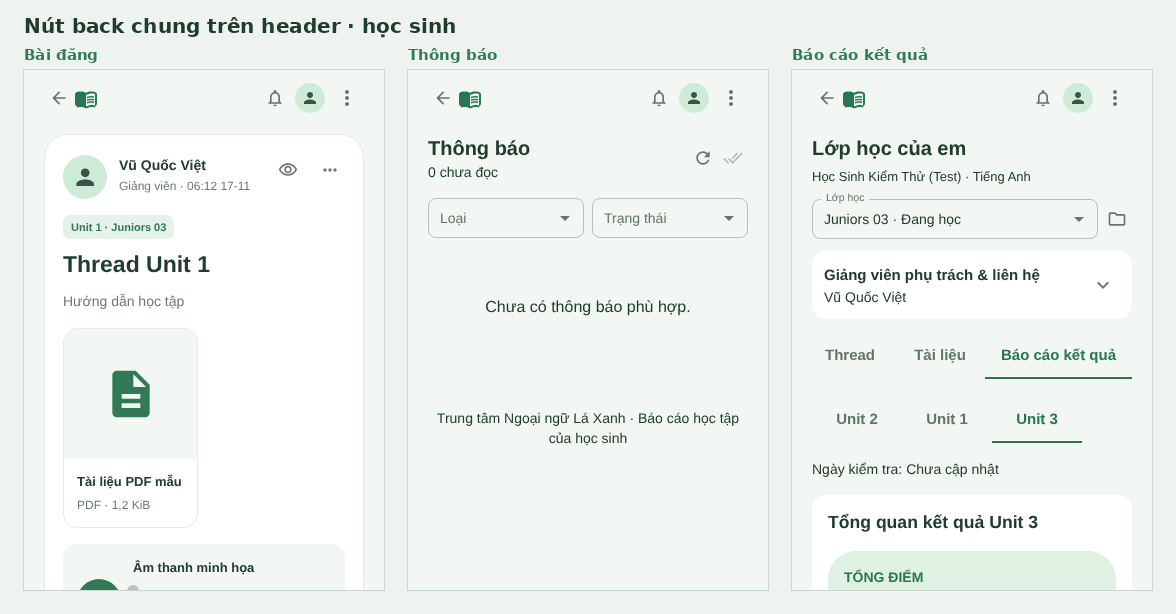 Nút back chung trên header · học sinh
Bài đăng
Vũ Quốc Việt
Giảng viên · 06:12 17-11
Unit 1 · Juniors 03
Thread Unit 1
Hướng dẫn học tập
Tài liệu PDF mẫu
PDF · 1,2 KiB
Âm thanh minh họa
Thông báo
Thông báo
0 chưa đọc
Loại
Trạng thái
Chưa có thông báo phù hợp.
Trung tâm Ngoại ngữ Lá Xanh · Báo cáo học tập
của học sinh
Báo cáo kết quả
Lớp học của em
Học Sinh Kiểm Thử (Test) · Tiếng Anh
Lớp học
Juniors 03 · Đang học
Giảng viên phụ trách & liên hệ
Vũ Quốc Việt
Thread Tài liệu Báo cáo kết quả
Unit 2 Unit 1 Unit 3
Ngày kiểm tra: Chưa cập nhật
Tổng quan kết quả Unit 3
TỔNG ĐIỂM